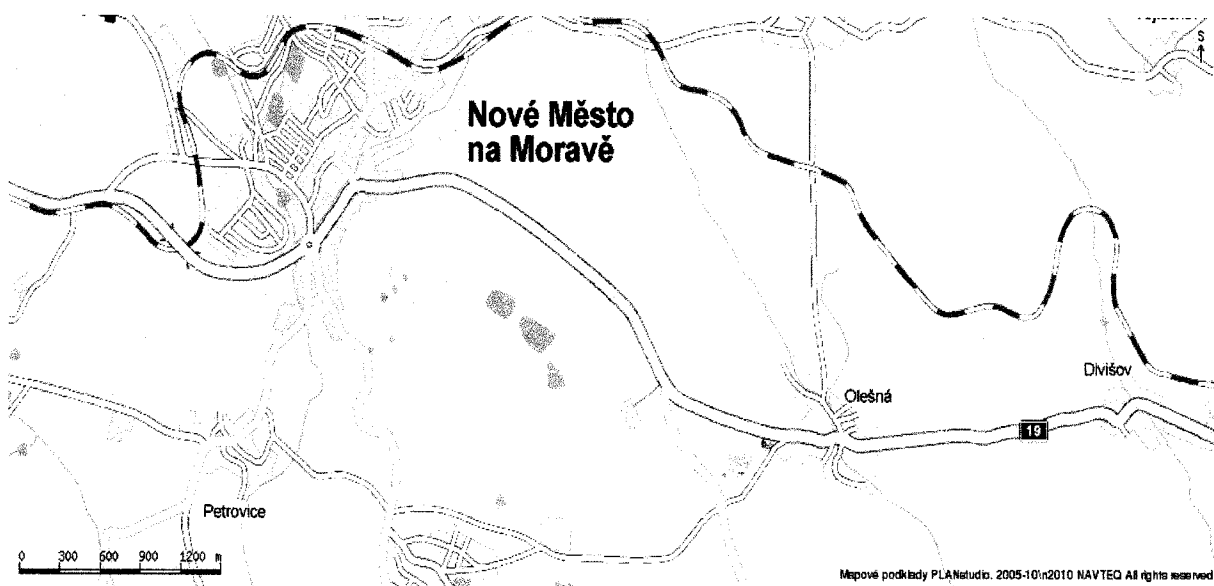 S
Nové Město
na Moravě
Divišov
Olešná
19
Petrovice
0 300 600 900 1200 m
Mapové podklady PLANstudio, 2005-10\n2010 NAVTEQ All rights reserved